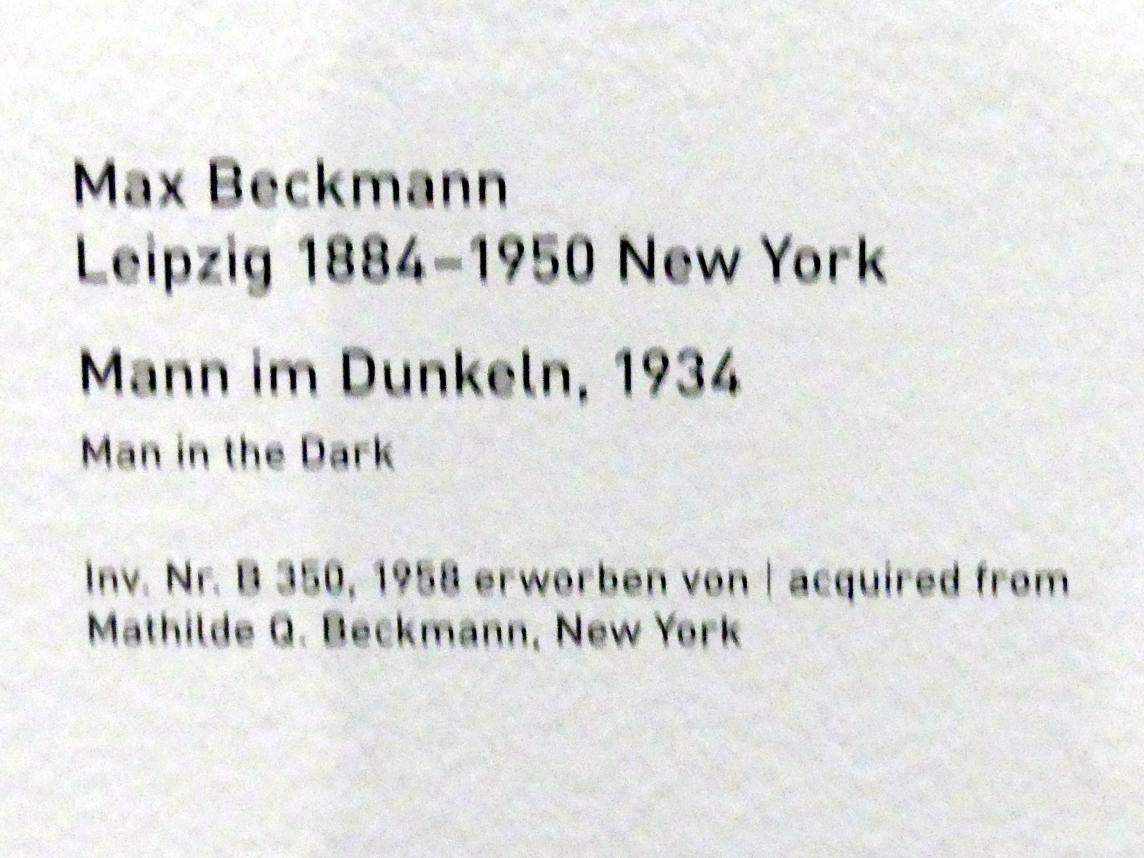 Max Beckmann
Leipzig 1884–1950 New York
Mann im Dunkeln, 1934
Man in the Dark
Inv. Nr. B 350, 1958 erworben von | acquired from
Mathilde Q. Beckmann, New York